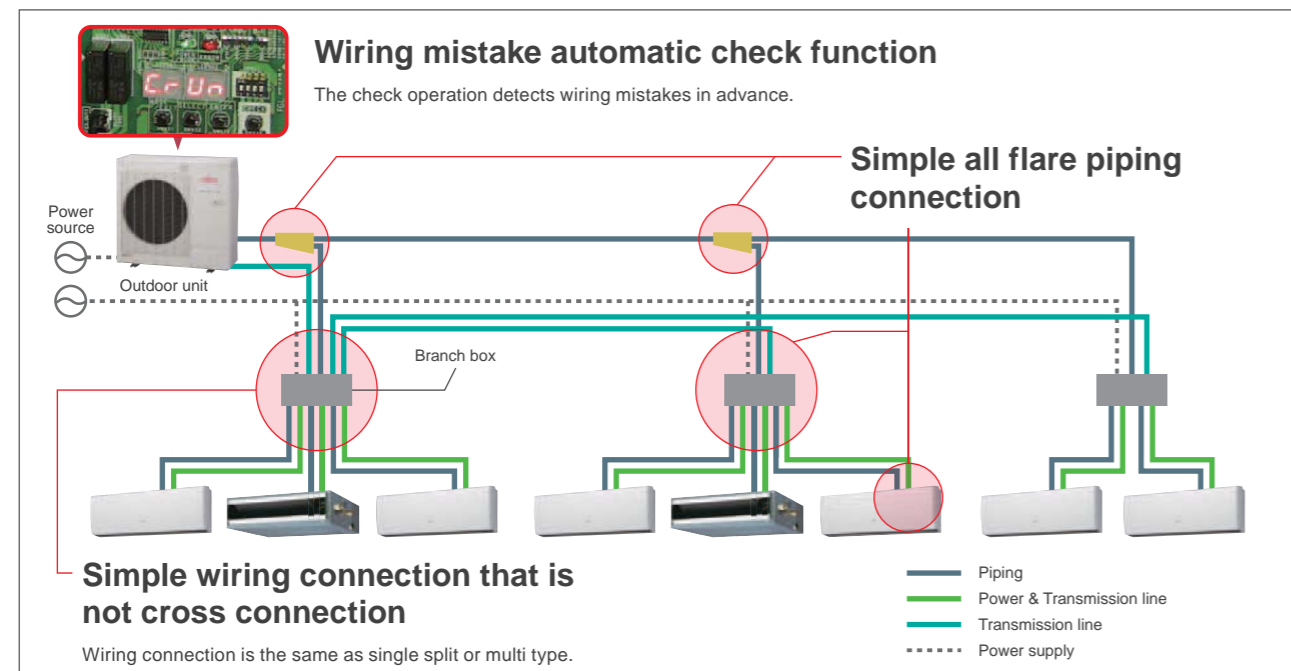 CrUn
Wiring mistake automatic check function
The check operation detects wiring mistakes in advance.
Simple all flare piping
connection
Power
source
Outdoor unit
Branch box
Simple wiring connection that is
not cross connection
Wiring connection is the same as single split or multi type.
Piping
Power & Transmission line
Transmission line
Power supply